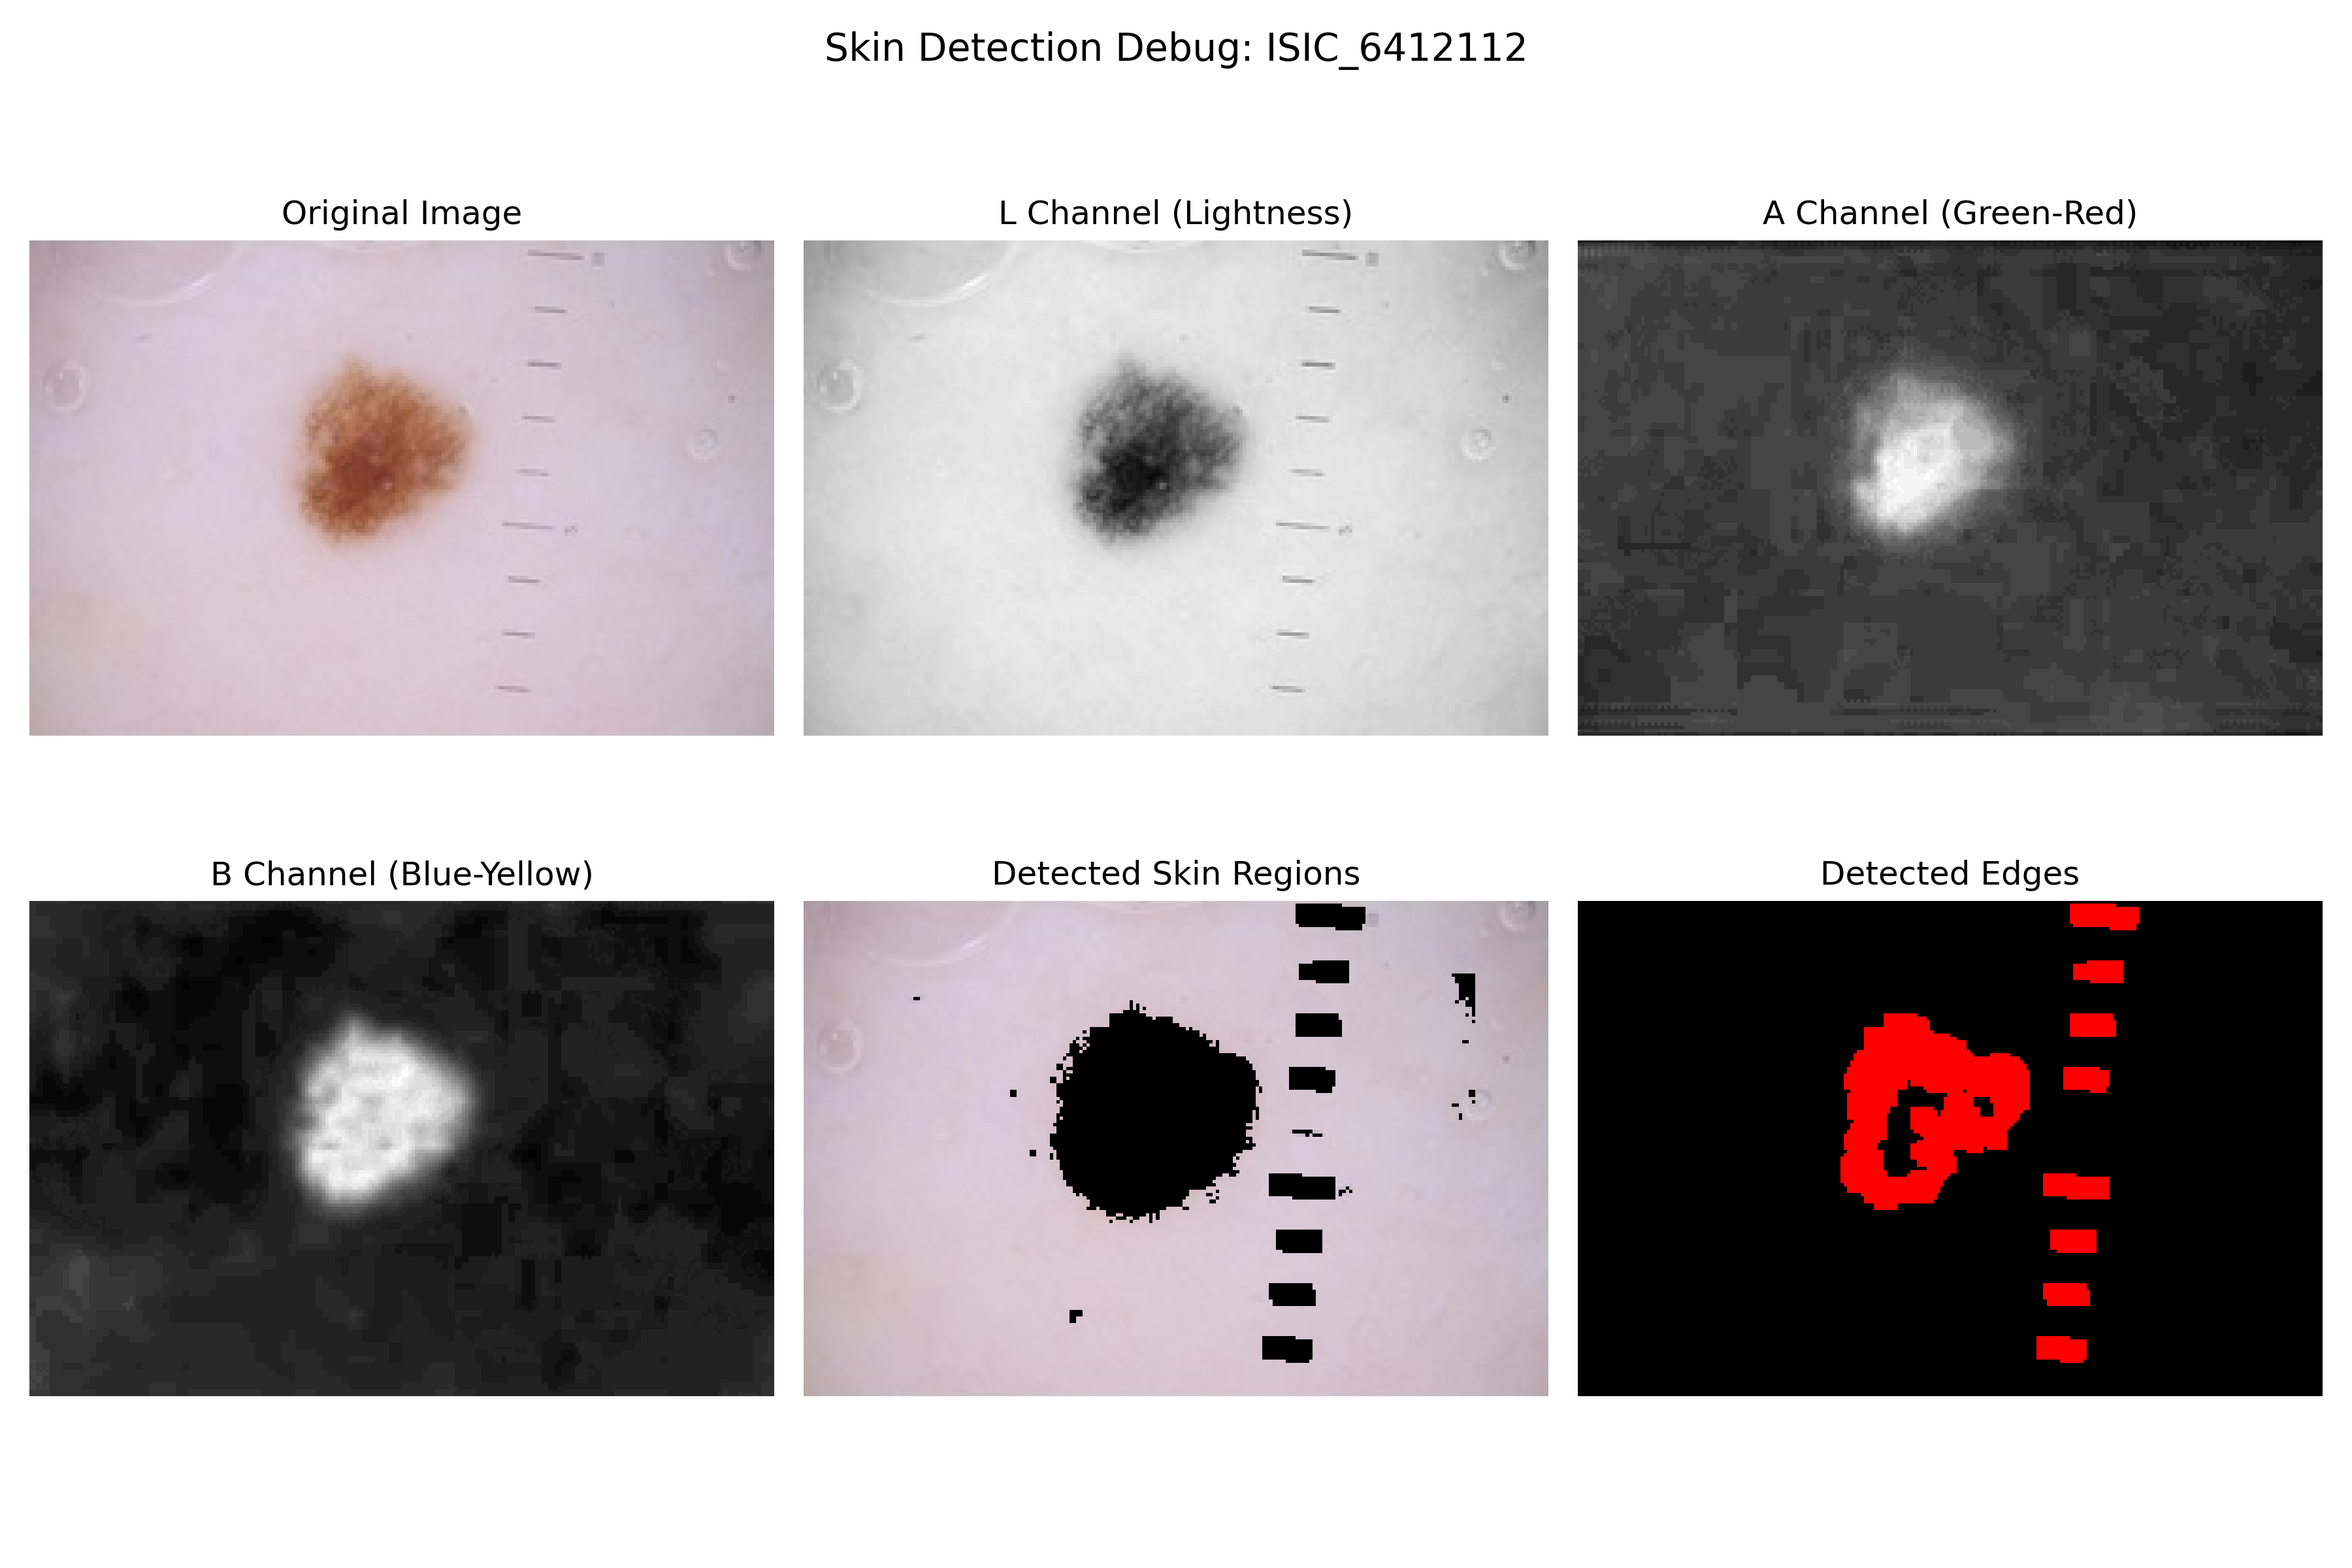 Skin Detection Debug: ISIC_6412112
Original Image
L Channel (Lightness)
A Channel (Green-Red)
B Channel (Blue-Yellow)
Detected Skin Regions
Detected Edges